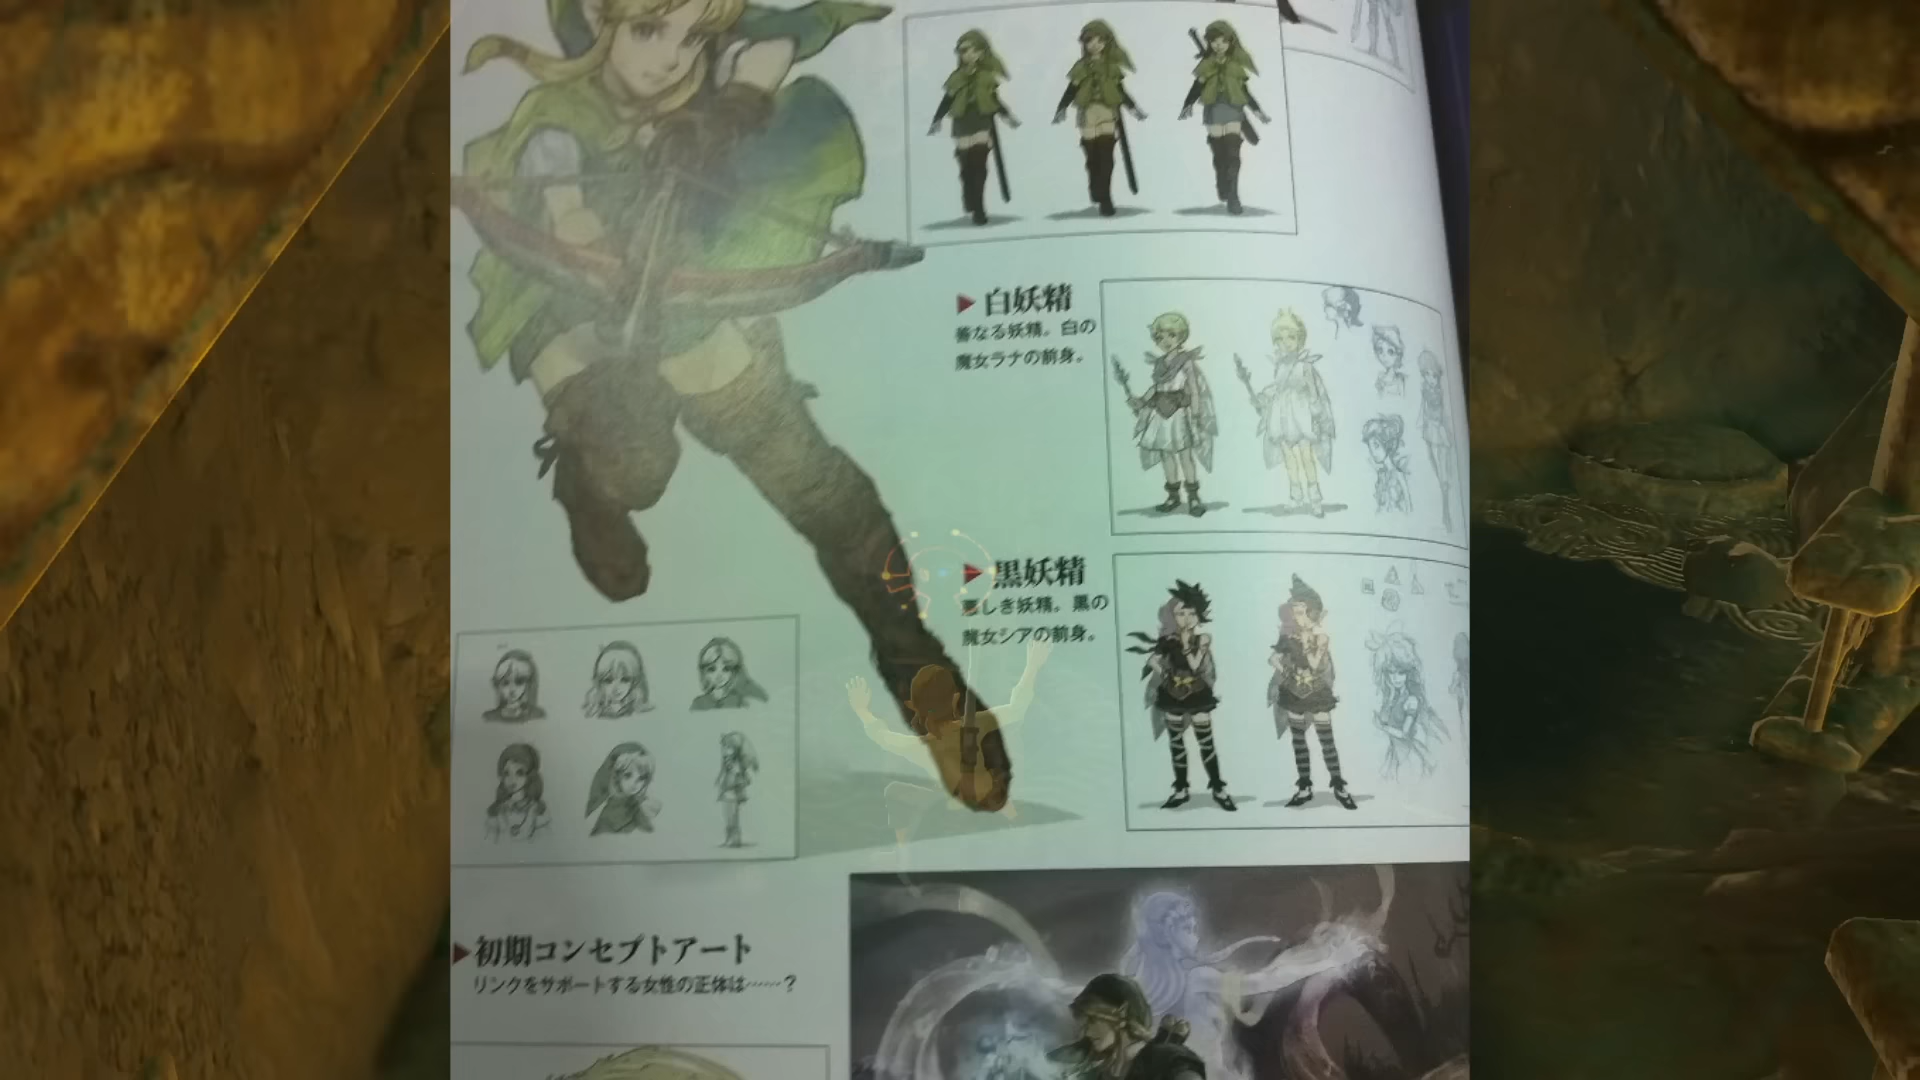 白妖精
善なる妖精。白の
魔女ラナの前身。
黒妖精
悪しき妖精。黒の
魔女シアの前身。
初期コンセプトアート
リンクをサポートする女性の正体は……?